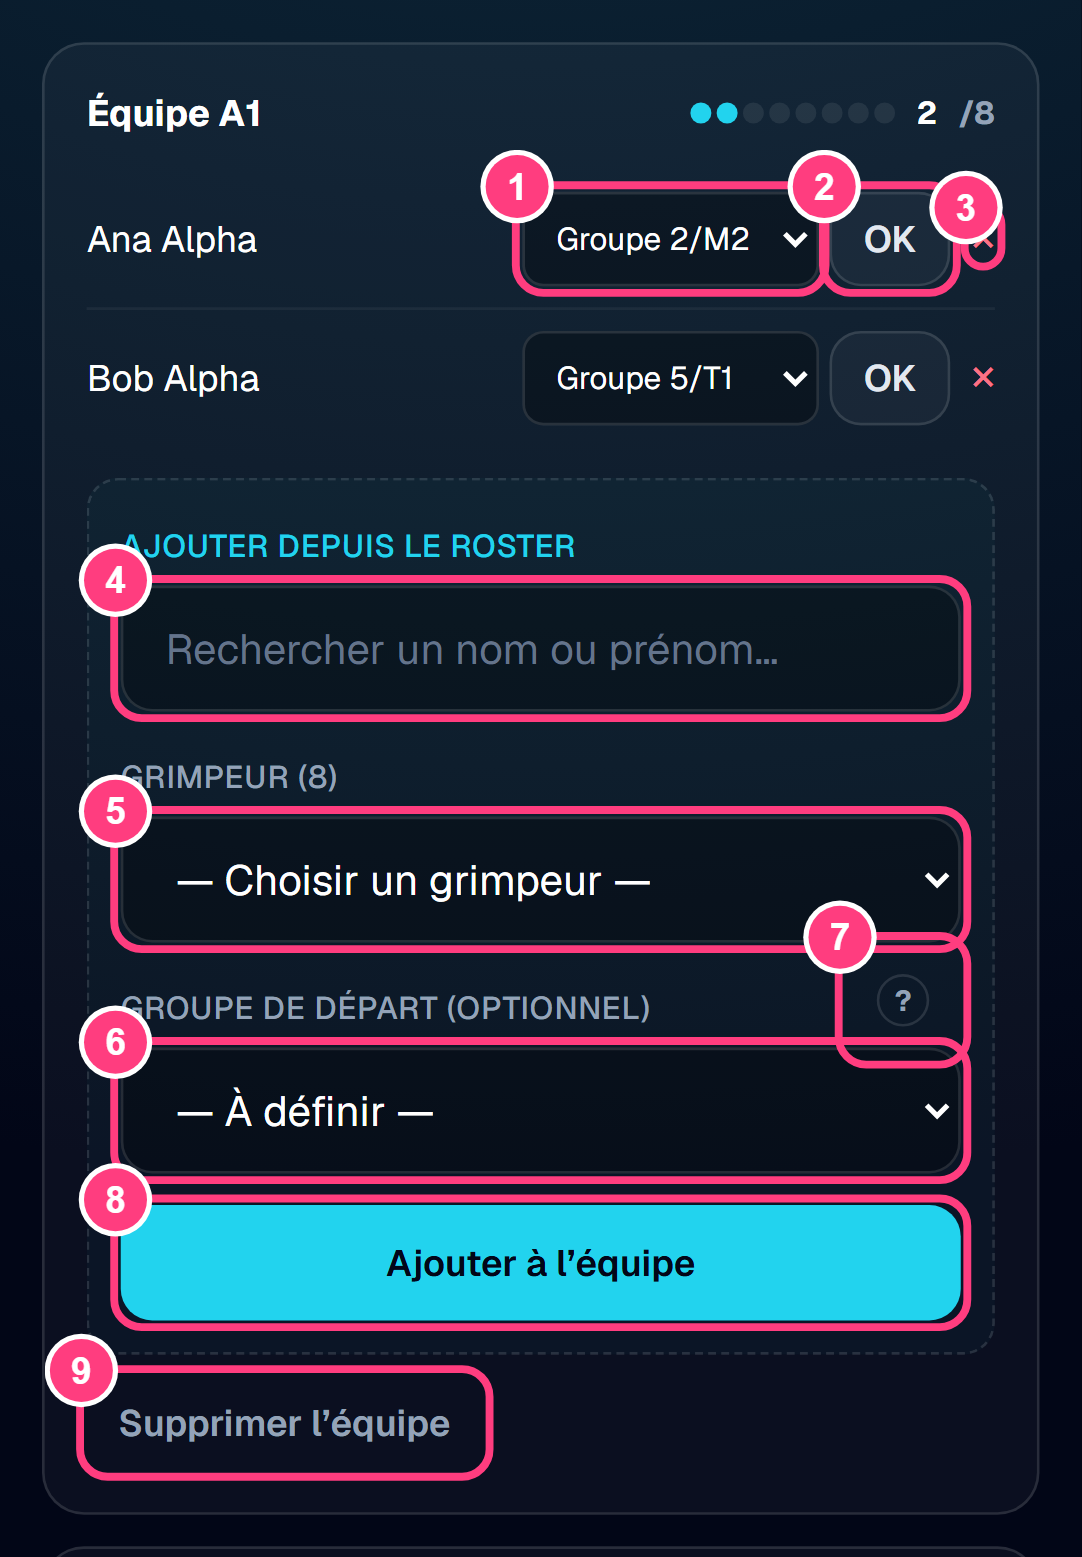 Équipe A1 2 /8
1 2 3
Ana Alpha Groupe 2/M2 OK ×
Bob Alpha Groupe 5/T1 OK ×
AJOUTER DEPUIS LE ROSTER
4
Rechercher un nom ou prénom…
GRIMPEUR (8)
5
— Choisir un grimpeur —
7
GROUPE DE DÉPART (OPTIONNEL) ?
6
— À définir —
8
Ajouter à l’équipe
9
Supprimer l’équipe